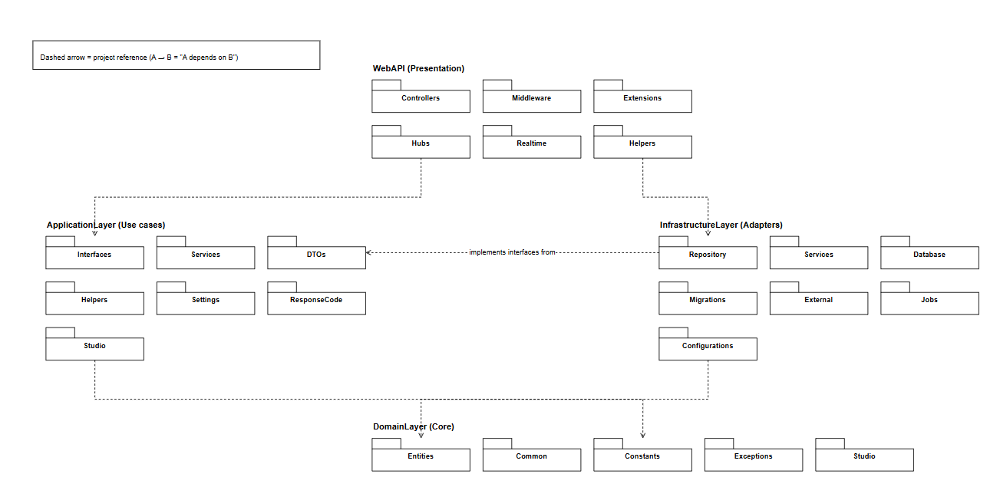 Dashed arrow = project reference (A ⇀ B = "A depends on B")
WebAPI (Presentation)
Controllers
Middleware
Extensions
Hubs
Realtime
Helpers
ApplicationLayer (Use cases)
InfrastructureLayer (Adapters)
Interfaces
Services
DTOs
implements interfaces from
Repository
Services
Database
Helpers
Settings
ResponseCode
Migrations
External
Jobs
Studio
Configurations
DomainLayer (Core)
Entities
Common
Constants
Exceptions
Studio